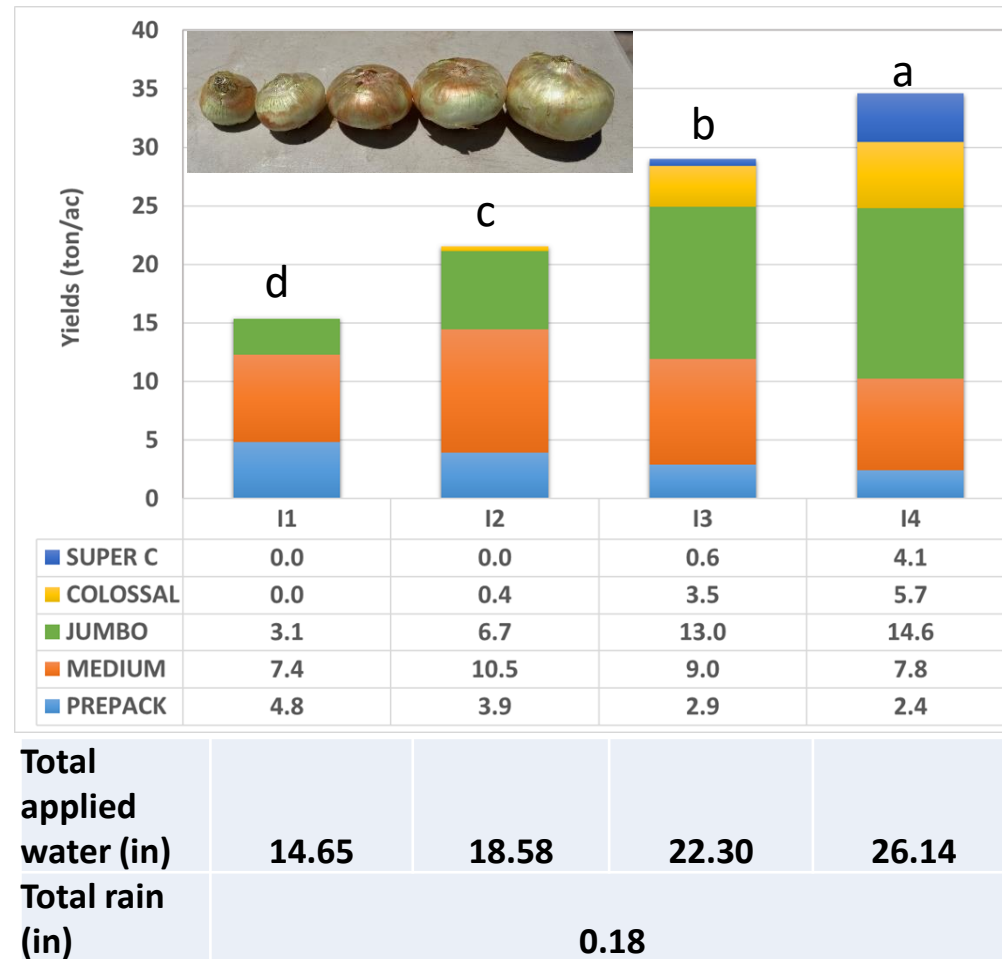 40
35
30
25
20
15
10
5
0
Yields (ton/ac)
d
c
b
a
I1 I2 I3 I4
SUPER C 0.0 0.0 0.6 4.1
COLOSSAL 0.0 0.4 3.5 5.7
JUMBO 3.1 6.7 13.0 14.6
MEDIUM 7.4 10.5 9.0 7.8
PREPACK 4.8 3.9 2.9 2.4
Total
applied
water (in) 14.65 18.58 22.30 26.14
Total rain
(in) 0.18